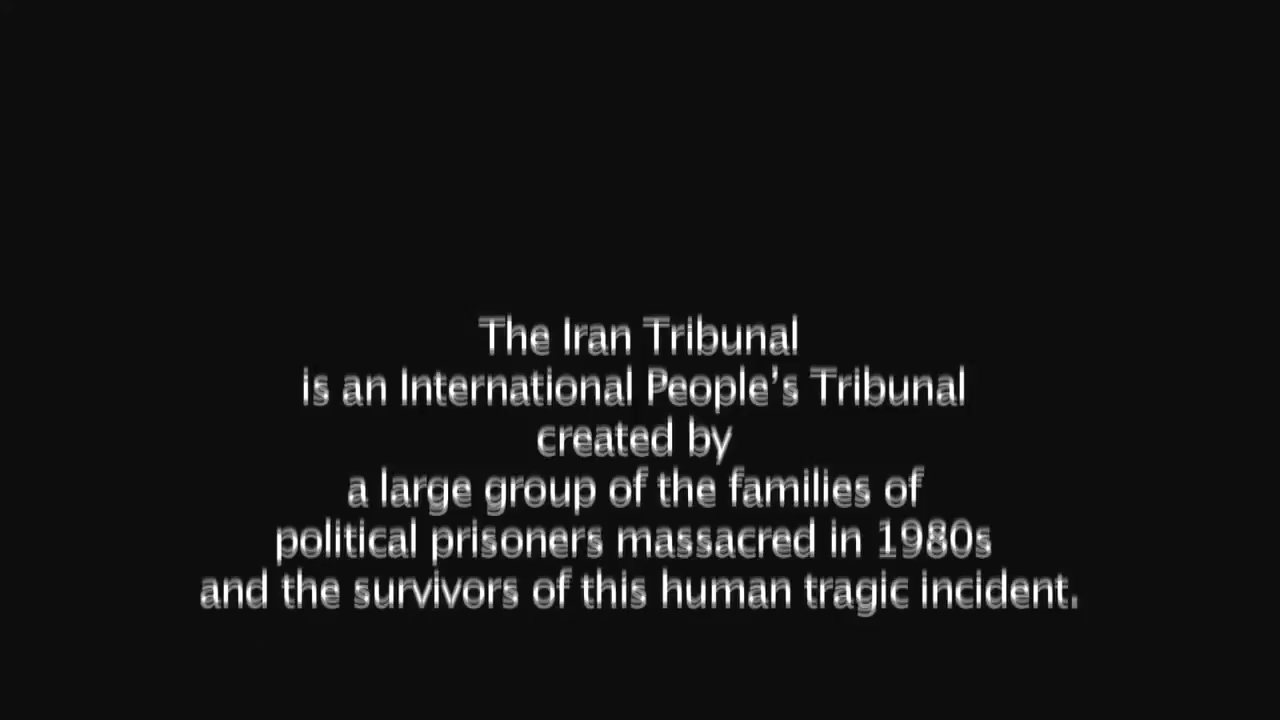 The Iran Tribunal
is an International People’s Tribunal
created by
a large group of the families of
political prisoners massacred in 1980s
and the survivors of this human tragic incident.